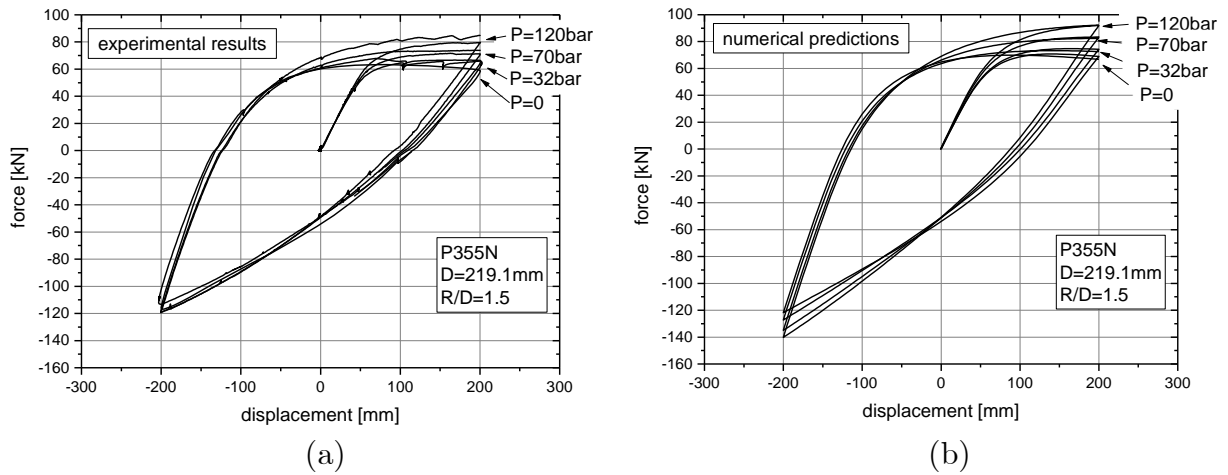 experimental results
P=120bar
P=70bar
P=32bar
P=0
100
80
60
40
20
0
-20
-40
-60
-80
-100
-120
-140
-160
force [kN]
P355N
D=219.1mm
R/D=1.5
-300 -200 -100 0 100 200 300
displacement [mm]
(a)
numerical predictions
P=120bar
P=70bar
P=32bar
P=0
100
80
60
40
20
0
-20
-40
-60
-80
-100
-120
-140
-160
force [kN]
P355N
D=219.1mm
R/D=1.5
-300 -200 -100 0 100 200 300
displacement [mm]
(b)